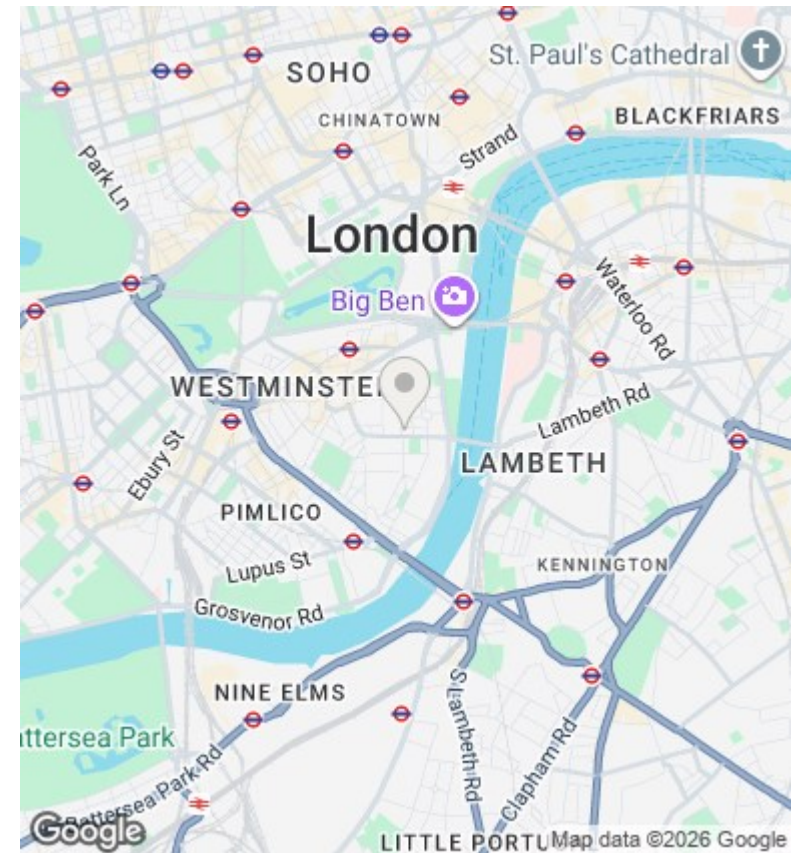 St. Paul's Cathedral
SOHO
BLACKFRIARS
CHINATOWN
Strand
Park Ln
London
Waterloo Rd
Big Ben
WESTMINSTE
Lambeth Rd
Ebury St
LAMBETH
PIMLICO
Lupus St
KENNINGTON
Grosvenor Rd
NINE ELMS
S Lambeth Rd
attersea Park
Clapham Rd
Battersea Park Rd
Google
LITTLE PORTU
Map data ©2026 Google